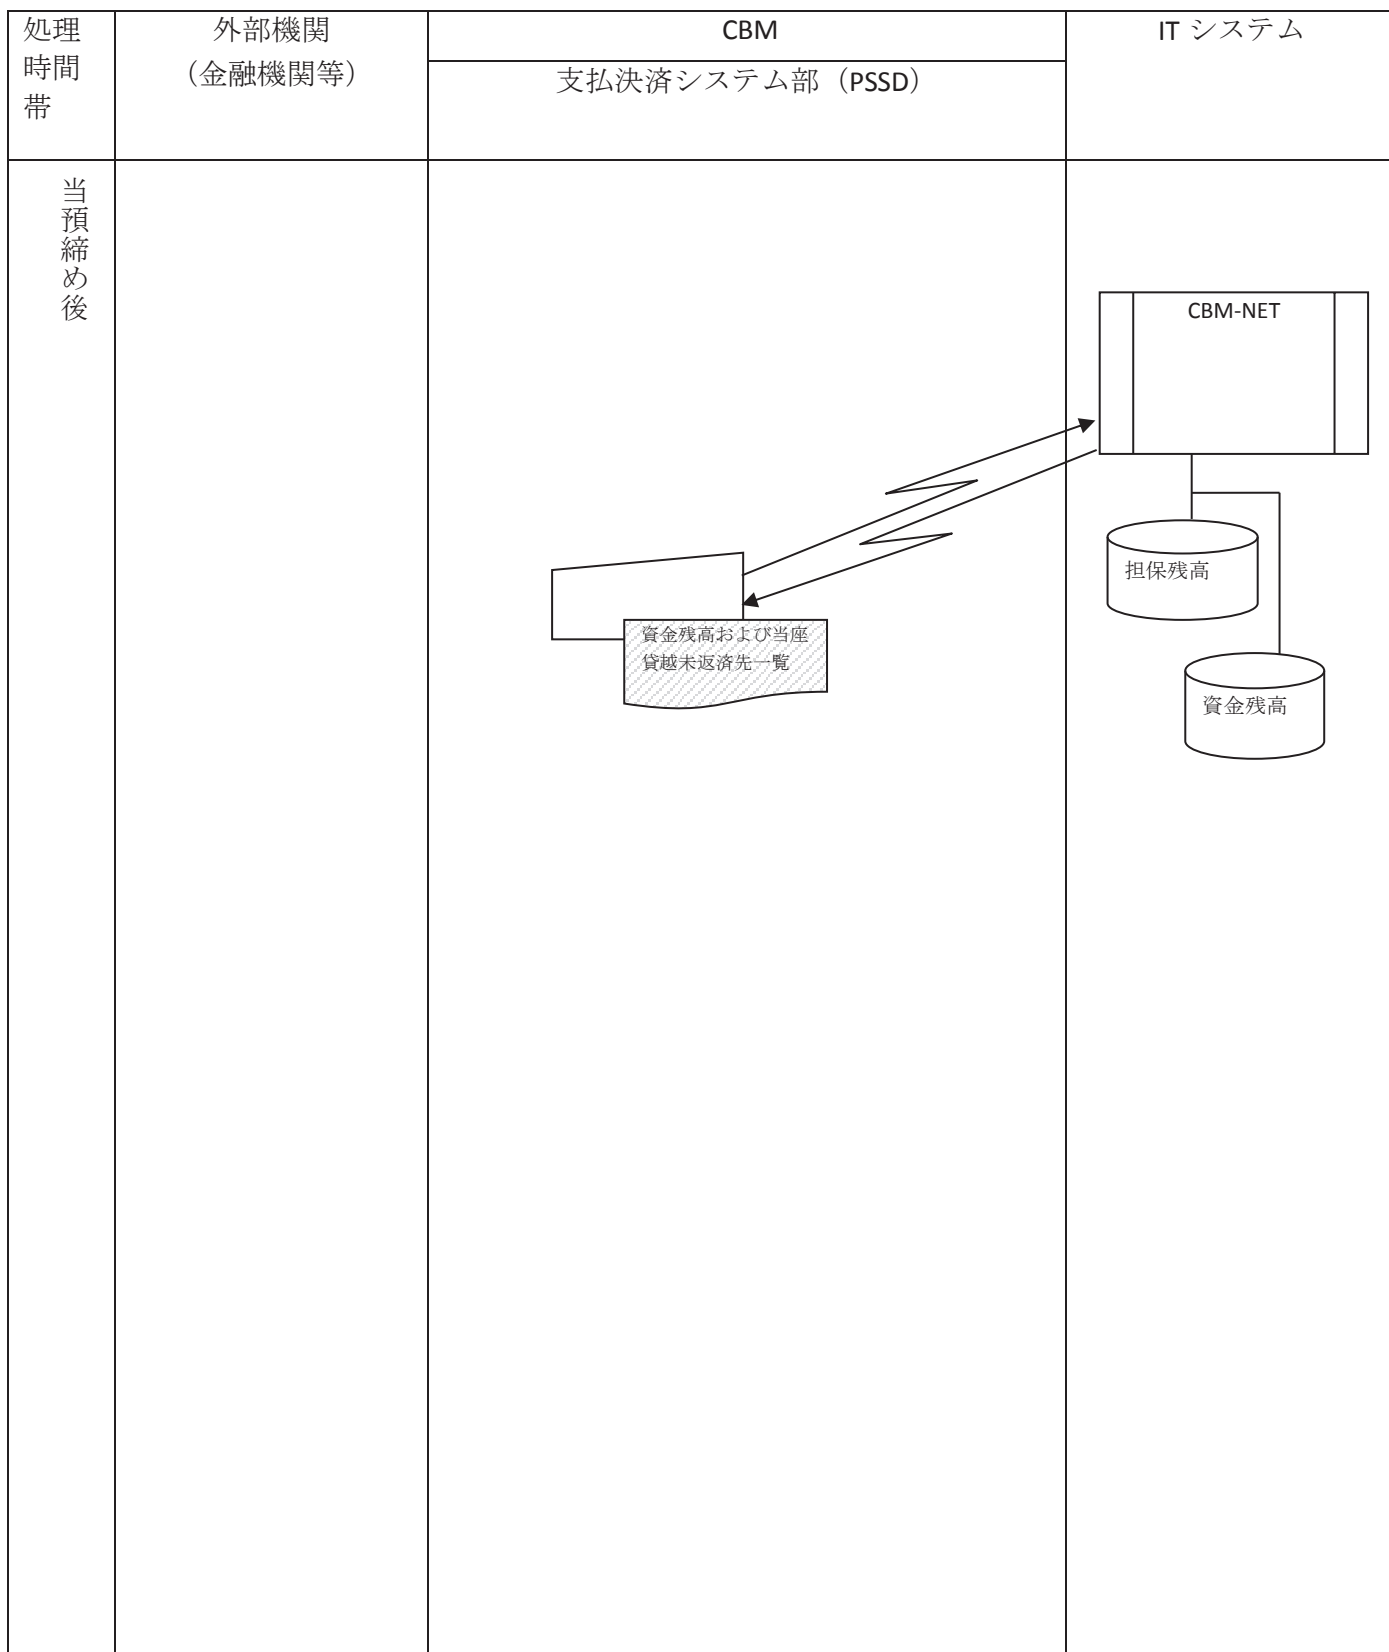 処理
時間
帯
外部機関
（金融機関等）
CBM
支払決済システム部（PSSD）
IT システム
当預締め後
CBM-NET
担保残高
資金残高および当座
貸越未返済先一覧
資金残高